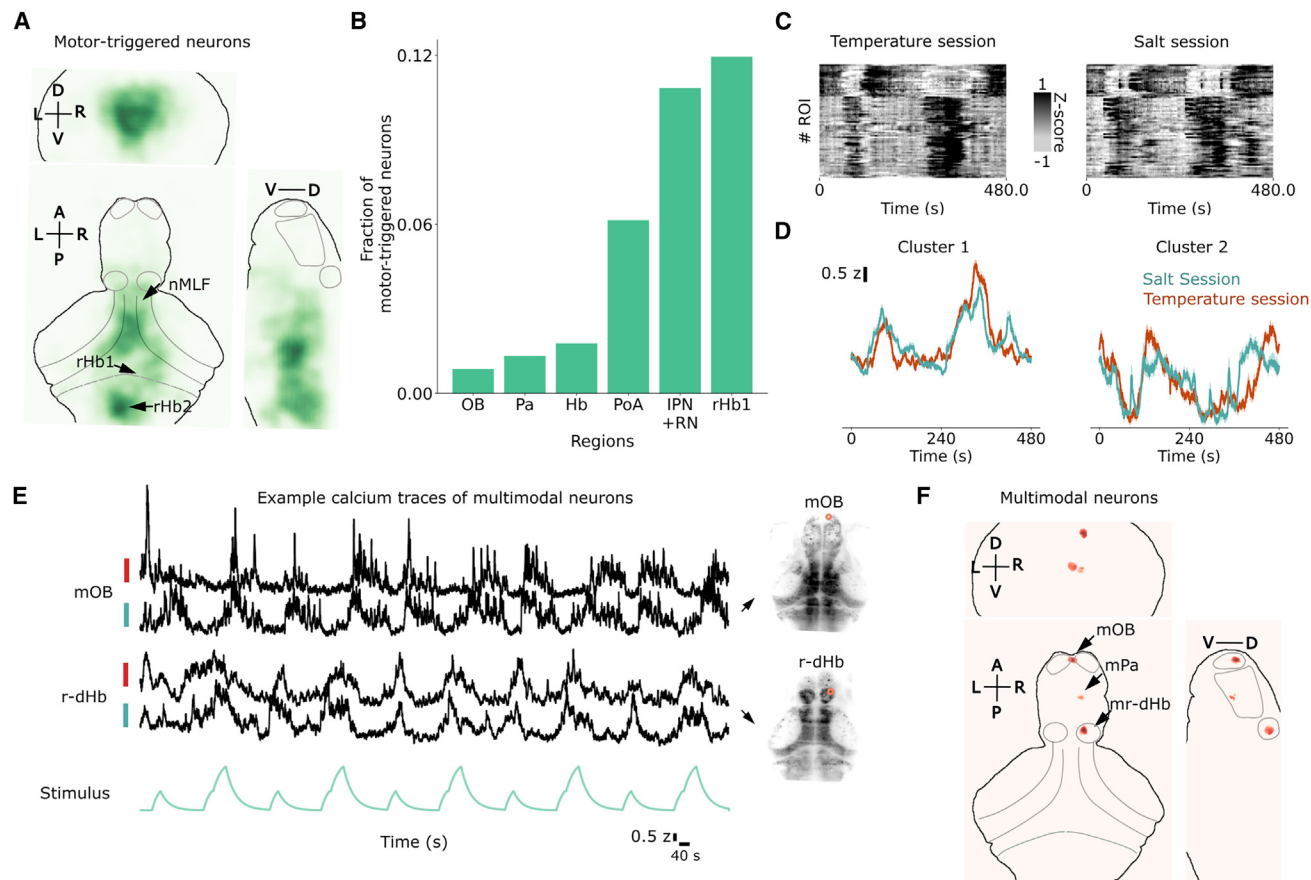 A
Motor-triggered neurons
D
L
R
V
A
L
R
P
V
D
nMLF
rHb1
rHb2
B
0.12
0.06
0.00
Fraction of
motor-triggered neurons
OB
Pa
Hb
PoA
IPN
+RN
rHb1
Regions
C
Temperature session
Salt session
# ROI
1
Z-score
-1
0
480.0
Time (s)
0
480.0
Time (s)
D
Cluster 1
Cluster 2
0.5 z
Salt Session
Temperature session
0
240
480
Time (s)
0
240
480
Time (s)
E
Example calcium traces of multimodal neurons
mOB
mOB
r-dHb
r-dHb
Stimulus
Time (s)
0.5 z
40 s
F
Multimodal neurons
D
L
R
V
mOB
V
D
A
L
R
P
mPa
mr-dHb